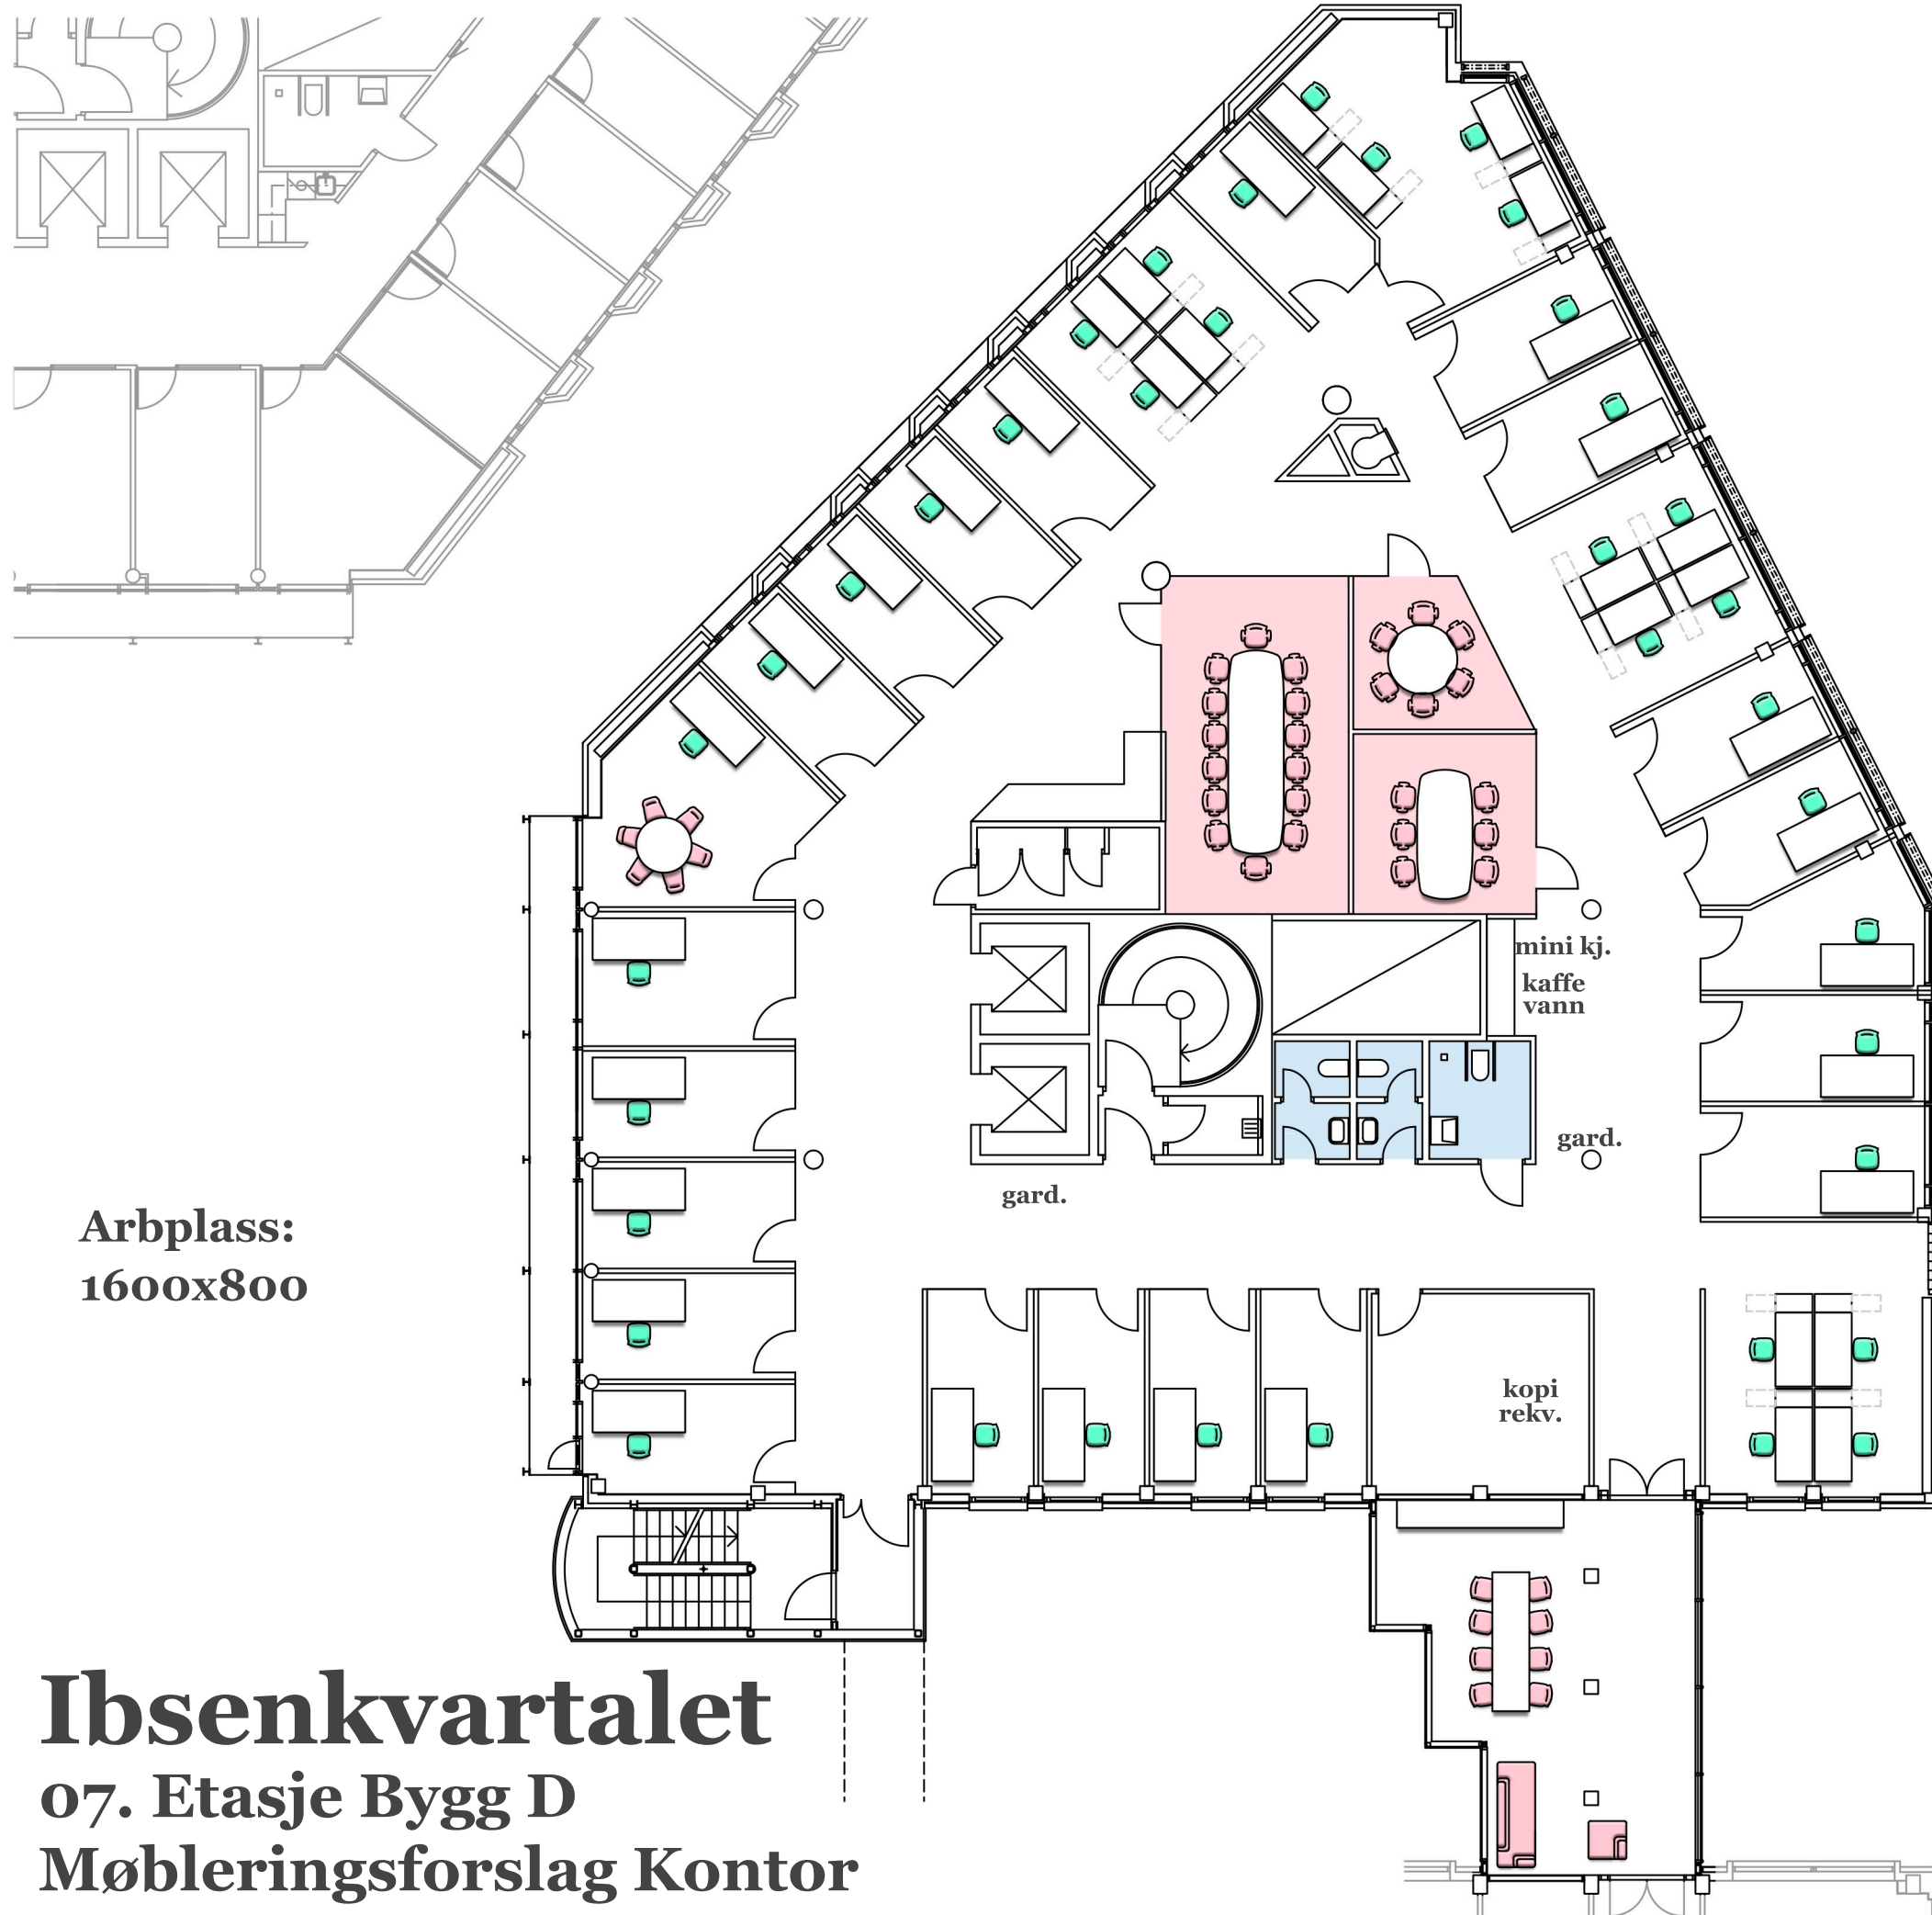 mini kj.
kaffe
vann
gard.
gard.
Arbplass:
1600x800
kopi
rekv.
Ibsenkvartalet
07. Etasje Bygg D
Møbleringsforslag Kontor